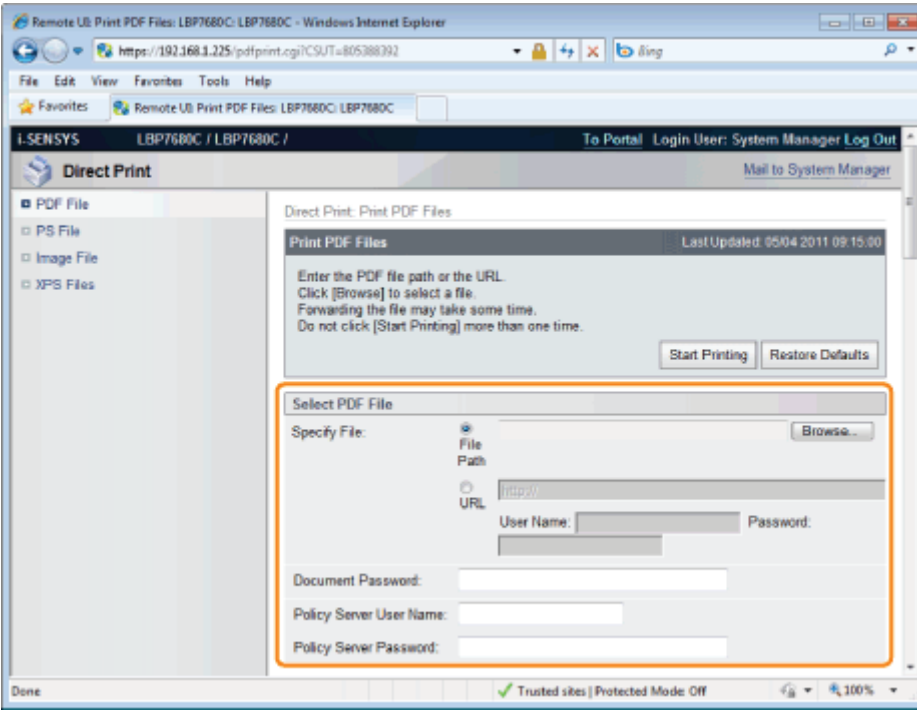 Remote UI: Print PDF Files: LBP7680C: LBP7680C - Windows Internet Explorer
https://192.168.1.225/pdfprint.cgi?CSUT=805388392
Bing
File Edit View Favorites Tools Help
Favorites Remote UI: Print PDF Files: LBP7680C: LBP7680C
i-SENSYS LBP7680C / LBP7680C / To Portal Login User: System Manager Log Out
Direct Print Mail to System Manager
PDF File
PS File
Image File
XPS Files
Direct Print: Print PDF Files
Print PDF Files Last Updated: 05/04 2011 09:15:00
Enter the PDF file path or the URL.
Click [Browse] to select a file.
Forwarding the file may take some time.
Do not click [Start Printing] more than one time.
Start Printing Restore Defaults
Select PDF File
Specify File: File Path Browse...
URL http://
User Name: Password:
Document Password:
Policy Server User Name:
Policy Server Password:
Done Trusted sites | Protected Mode: Off 100%